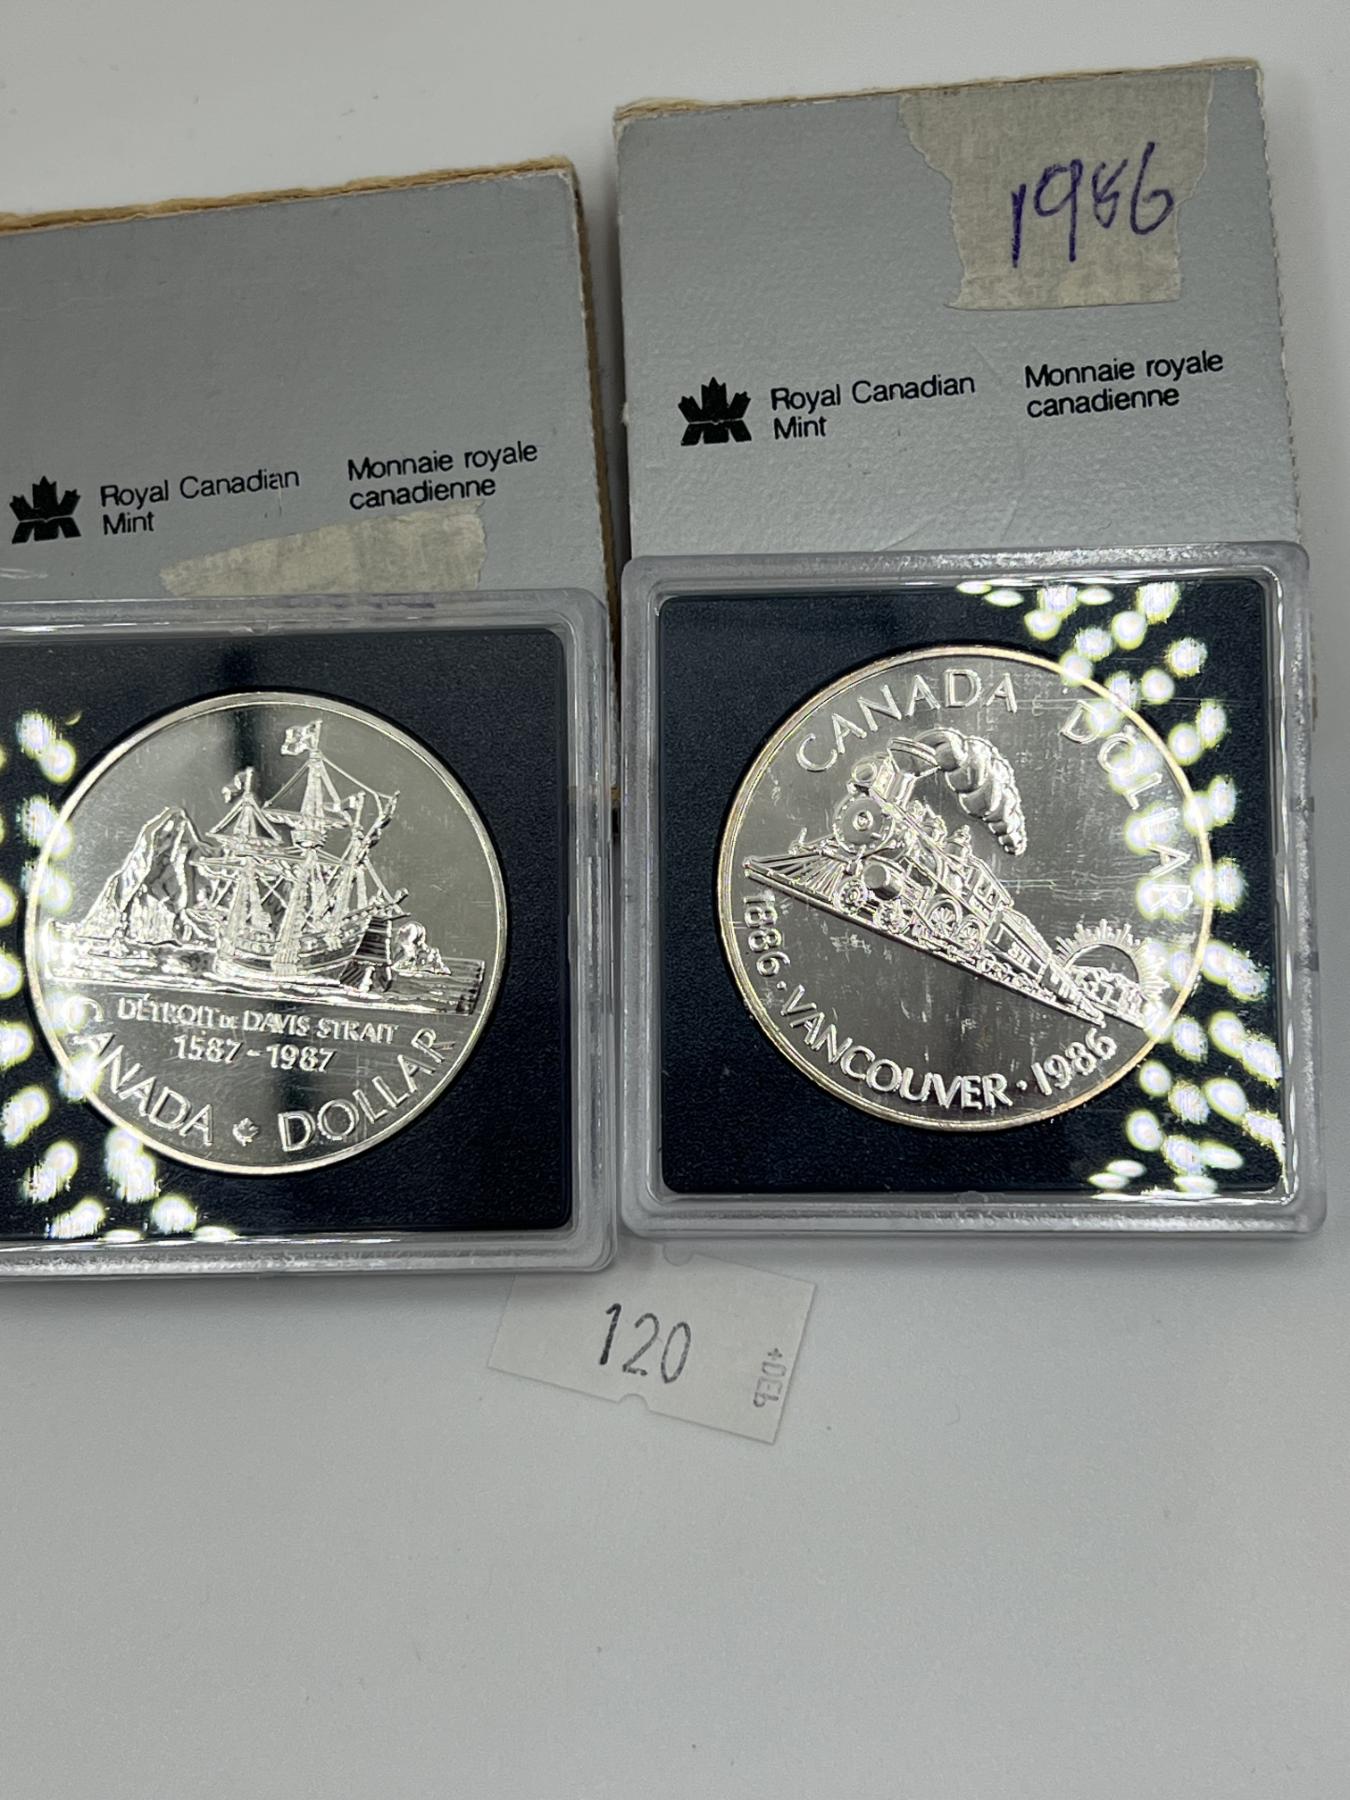 1986
Royal Canadian
Mint
Monnaie royale
canadienne
Royal Canadian
Mint
Monnaie royale
canadienne
DÉTROIT DE DAVIS STRAIT
1587-1987
CANADA DOLLAR
CANADA DOLLAR
1886·VANCOUVER·1986
120
+DEb